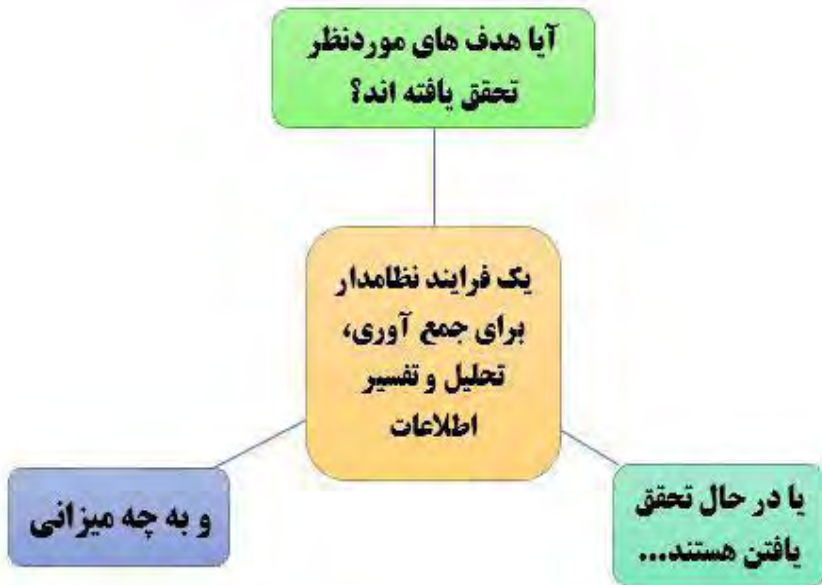 آیا هدف های موردنظر
تحقق یافته اند؟
یک فرایند نظامدار
برای جمع آوری،
تحلیل و تفسیر
اطلاعات
یا در حال تحقق
یافتن هستند...
و به چه میزانی